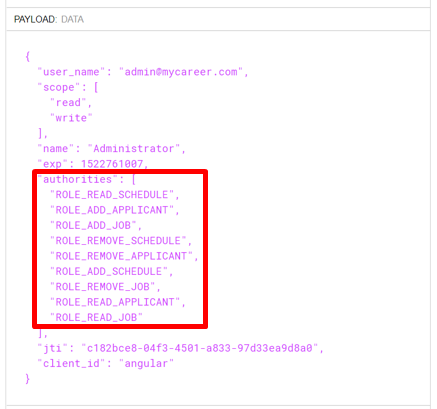 PAYLOAD: DATA
{
"user_name": "admin@mycareer.com",
"scope": [
"read",
"write"
],
"name": "Administrator",
"exp": 1522761007,
"authorities": [
"ROLE_READ_SCHEDULE",
"ROLE_ADD_APPLICANT",
"ROLE_ADD_JOB",
"ROLE_REMOVE_SCHEDULE",
"ROLE_REMOVE_APPLICANT",
"ROLE_ADD_SCHEDULE",
"ROLE_REMOVE_JOB",
"ROLE_READ_APPLICANT",
"ROLE_READ_JOB"
],
"jti": "c182bce8-04f3-4501-a833-97d33ea9d8a0",
"client_id": "angular"
}